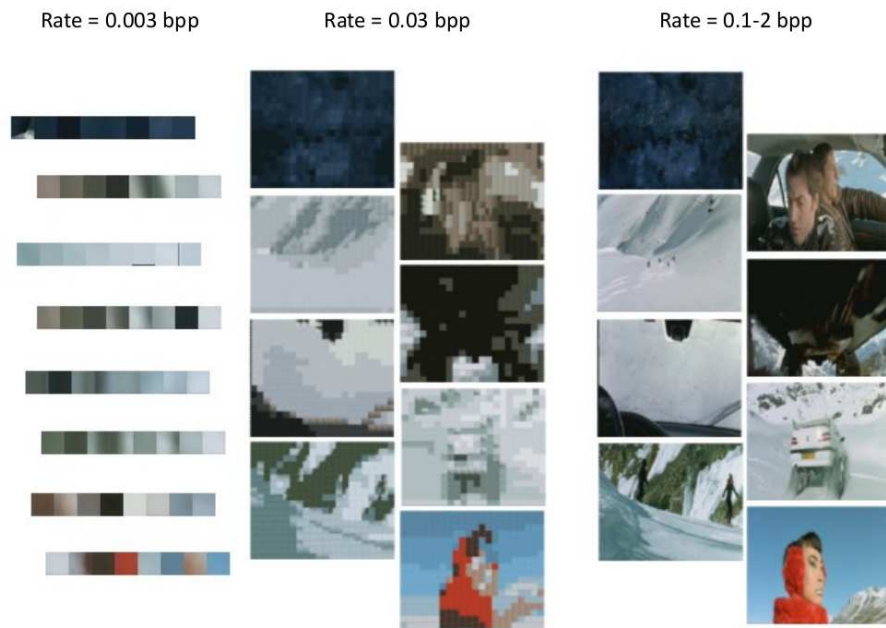 Rate = 0.003 bpp
Rate = 0.03 bpp
Rate = 0.1-2 bpp